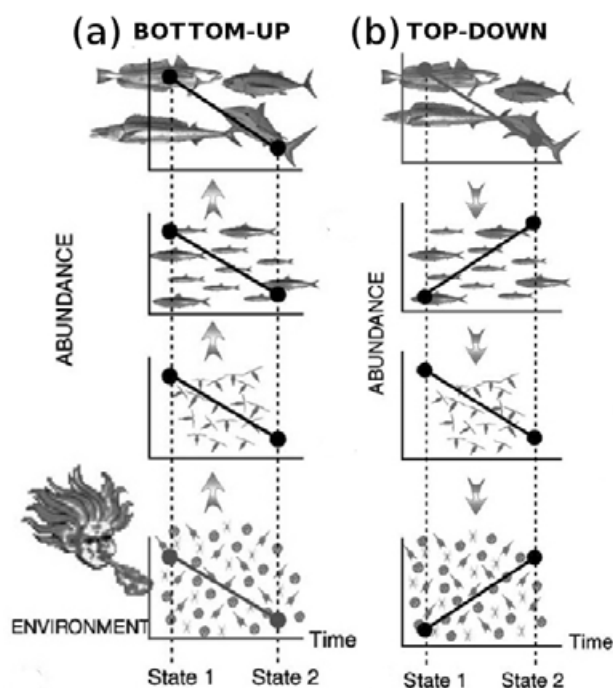 (a) BOTTOM-UP
(b) TOP-DOWN
ABUNDANCE
ABUNDANCE
ENVIRONMENT
Time
Time
State 1
State 2
State 1
State 2